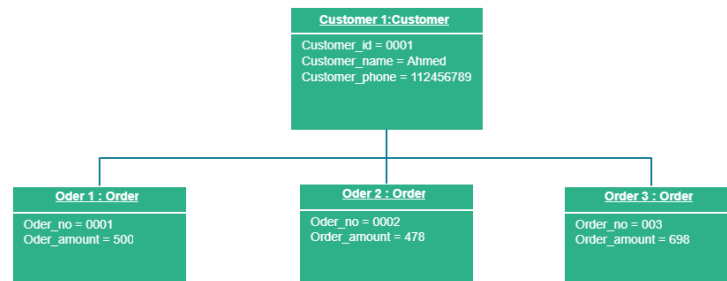 Customer 1:Customer
Customer_id = 0001
Customer_name = Ahmed
Customer_phone = 112456789
Oder 1 : Order
Oder_no = 0001
Oder_amount = 500
Oder 2 : Order
Oder_no = 0002
Order_amount = 478
Order 3 : Order
Order_no = 003
Order_amount = 698